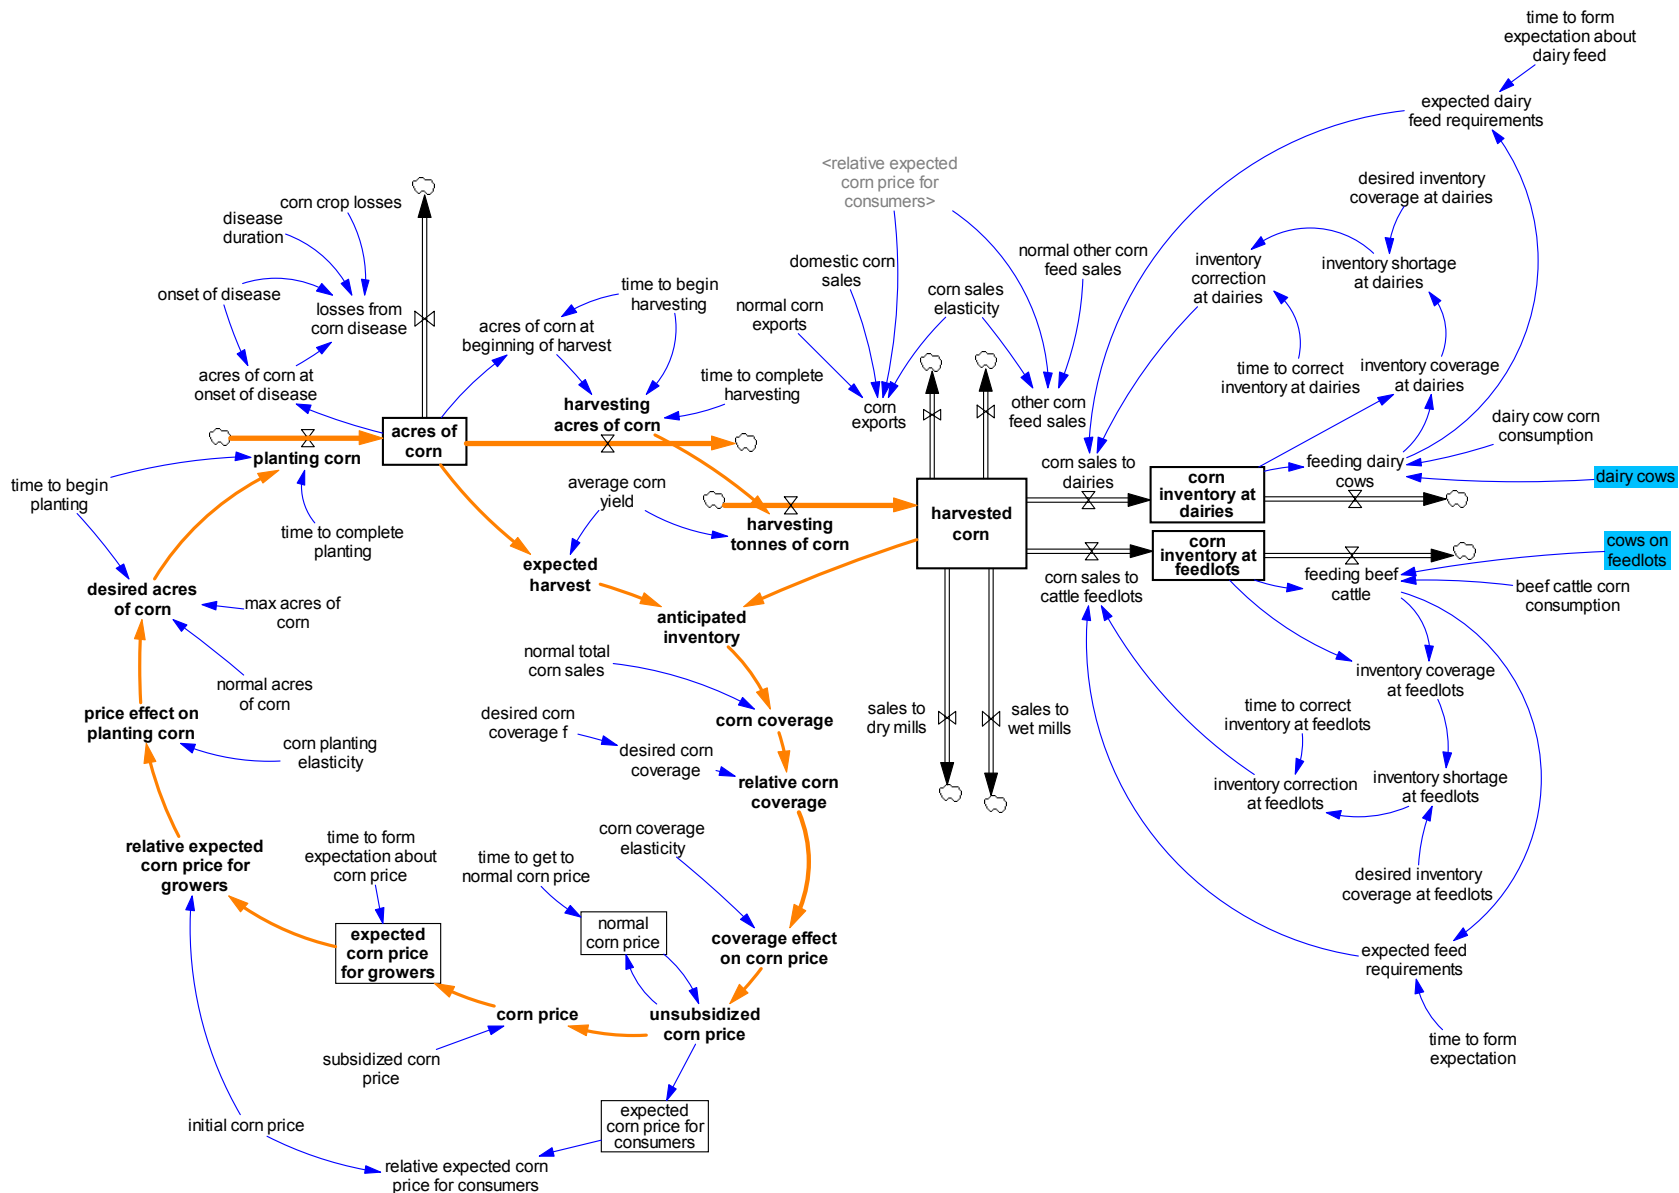 time to form
expectation about
dairy feed
expected dairy
feed requirements
<relative expected
corn price for
consumers>
desired inventory
coverage at dairies
corn crop losses
disease
duration
onset of disease
losses from
corn disease
time to begin
harvesting
acres of corn at
beginning of harvest
domestic corn
sales
normal corn
exports
corn sales
elasticity
normal other corn
feed sales
inventory
correction
at dairies
inventory shortage
at dairies
acres of corn at
onset of disease
time to complete
harvesting
harvesting
acres of corn
corn
exports
other corn
feed sales
time to correct
inventory at dairies
inventory coverage
at dairies
acres of
corn
planting corn
dairy cow corn
consumption
corn sales to
dairies
feeding dairy
cows
dairy cows
corn
inventory at
dairies
time to begin
planting
average corn
yield
harvesting
tonnes of corn
harvested
corn
time to complete
planting
corn
inventory at
feedlots
cows on
feedlots
expected
harvest
corn sales to
cattle feedlots
feeding beef
cattle
beef cattle corn
consumption
desired acres
of corn
max acres of
corn
anticipated
inventory
normal total
corn sales
inventory coverage
at feedlots
normal acres
of corn
price effect on
planting corn
corn planting
elasticity
desired corn
coverage f
corn coverage
sales to
dry mills
sales to
wet mills
time to correct
inventory at feedlots
desired corn
coverage
relative corn
coverage
inventory correction
at feedlots
inventory shortage
at feedlots
relative expected
corn price for
growers
time to form
expectation about
corn price
time to get to
normal corn price
corn coverage
elasticity
desired inventory
coverage at feedlots
normal
corn price
expected
corn price
for growers
coverage effect
on corn price
expected feed
requirements
corn price
unsubsidized
corn price
subsidized corn
price
time to form
expectation
initial corn price
expected
corn price for
consumers
relative expected corn
price for consumers